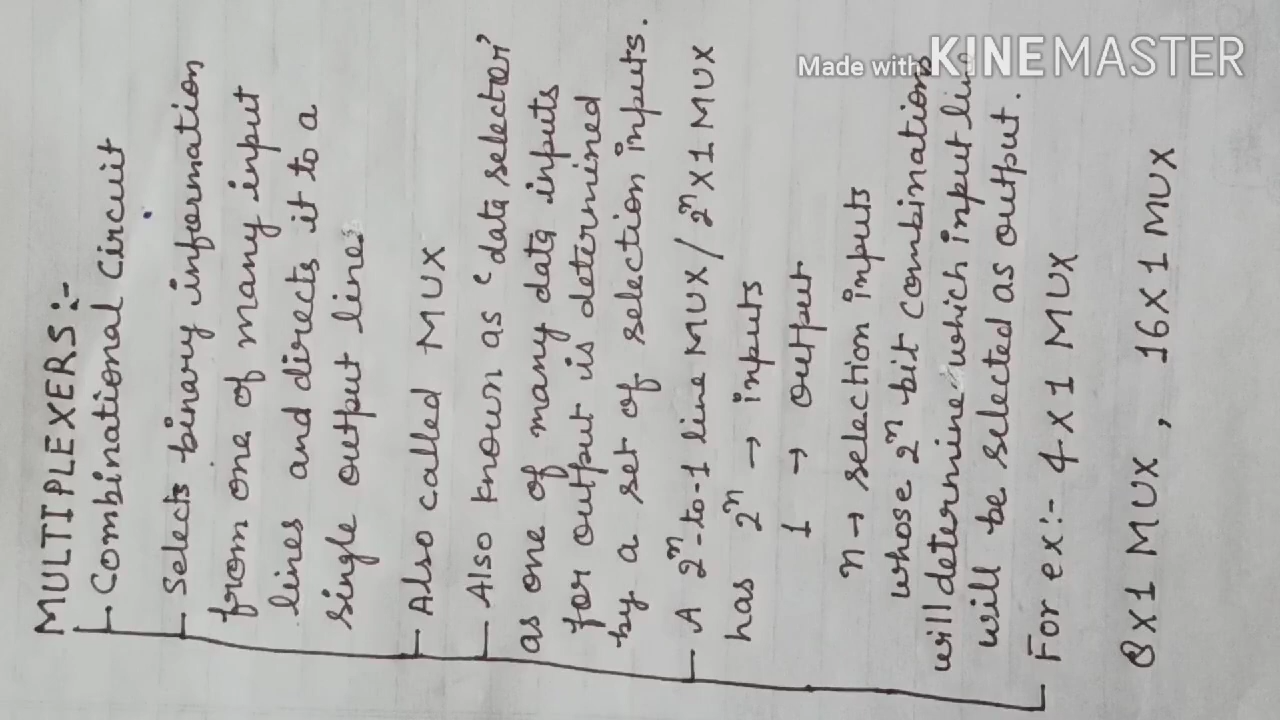 MULTIPLEXERS:-
Combinational Circuit
Selects binary information
from one of many input
lines and directs it to a
single output line
Also called MUX
Also known as 'data selector'
as one of many data inputs
for output is determined
by a set of selection inputs.
A 2ⁿ-to-1 line MUX / 2ⁿ X 1 MUX
has 2ⁿ → inputs
1 → output
n → selection inputs
whose 2ⁿ bit combinations
will determine which input line
will be selected as output.
For ex:- 4 X 1 MUX
8 X 1 MUX, 16 X 1 MUX
Made with KINEMASTER